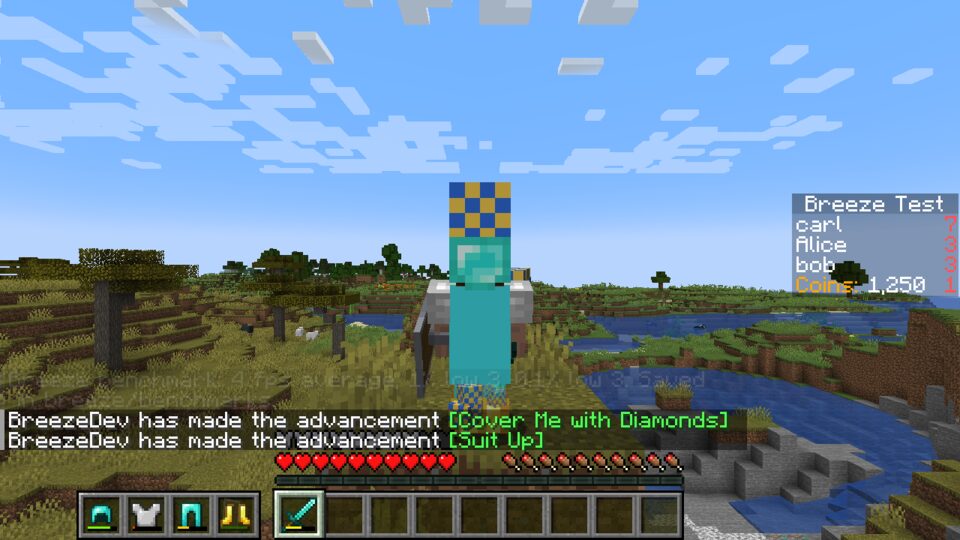 Breeze Test
carl 7
Alice 3
bob 3
Coins 1,250 1
BreezeDev has made the advancement [Cover Me with Diamonds]
BreezeDev has made the advancement [Suit Up]